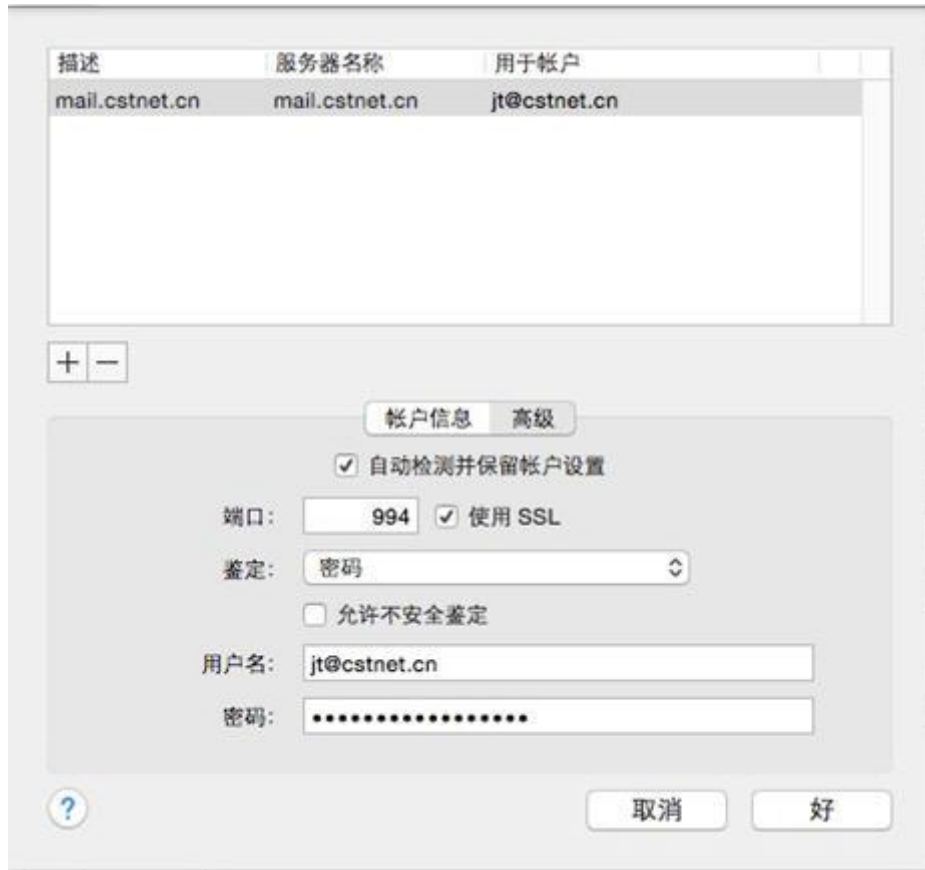 描述 服务器名称 用于帐户
mail.cstnet.cn mail.cstnet.cn jt@cstnet.cn
+ −
帐户信息 高级
自动检测并保留帐户设置
端口: 994 使用 SSL
鉴定: 密码
允许不安全鉴定
用户名: jt@cstnet.cn
密码: •••••••••••••••••
? 取消 好